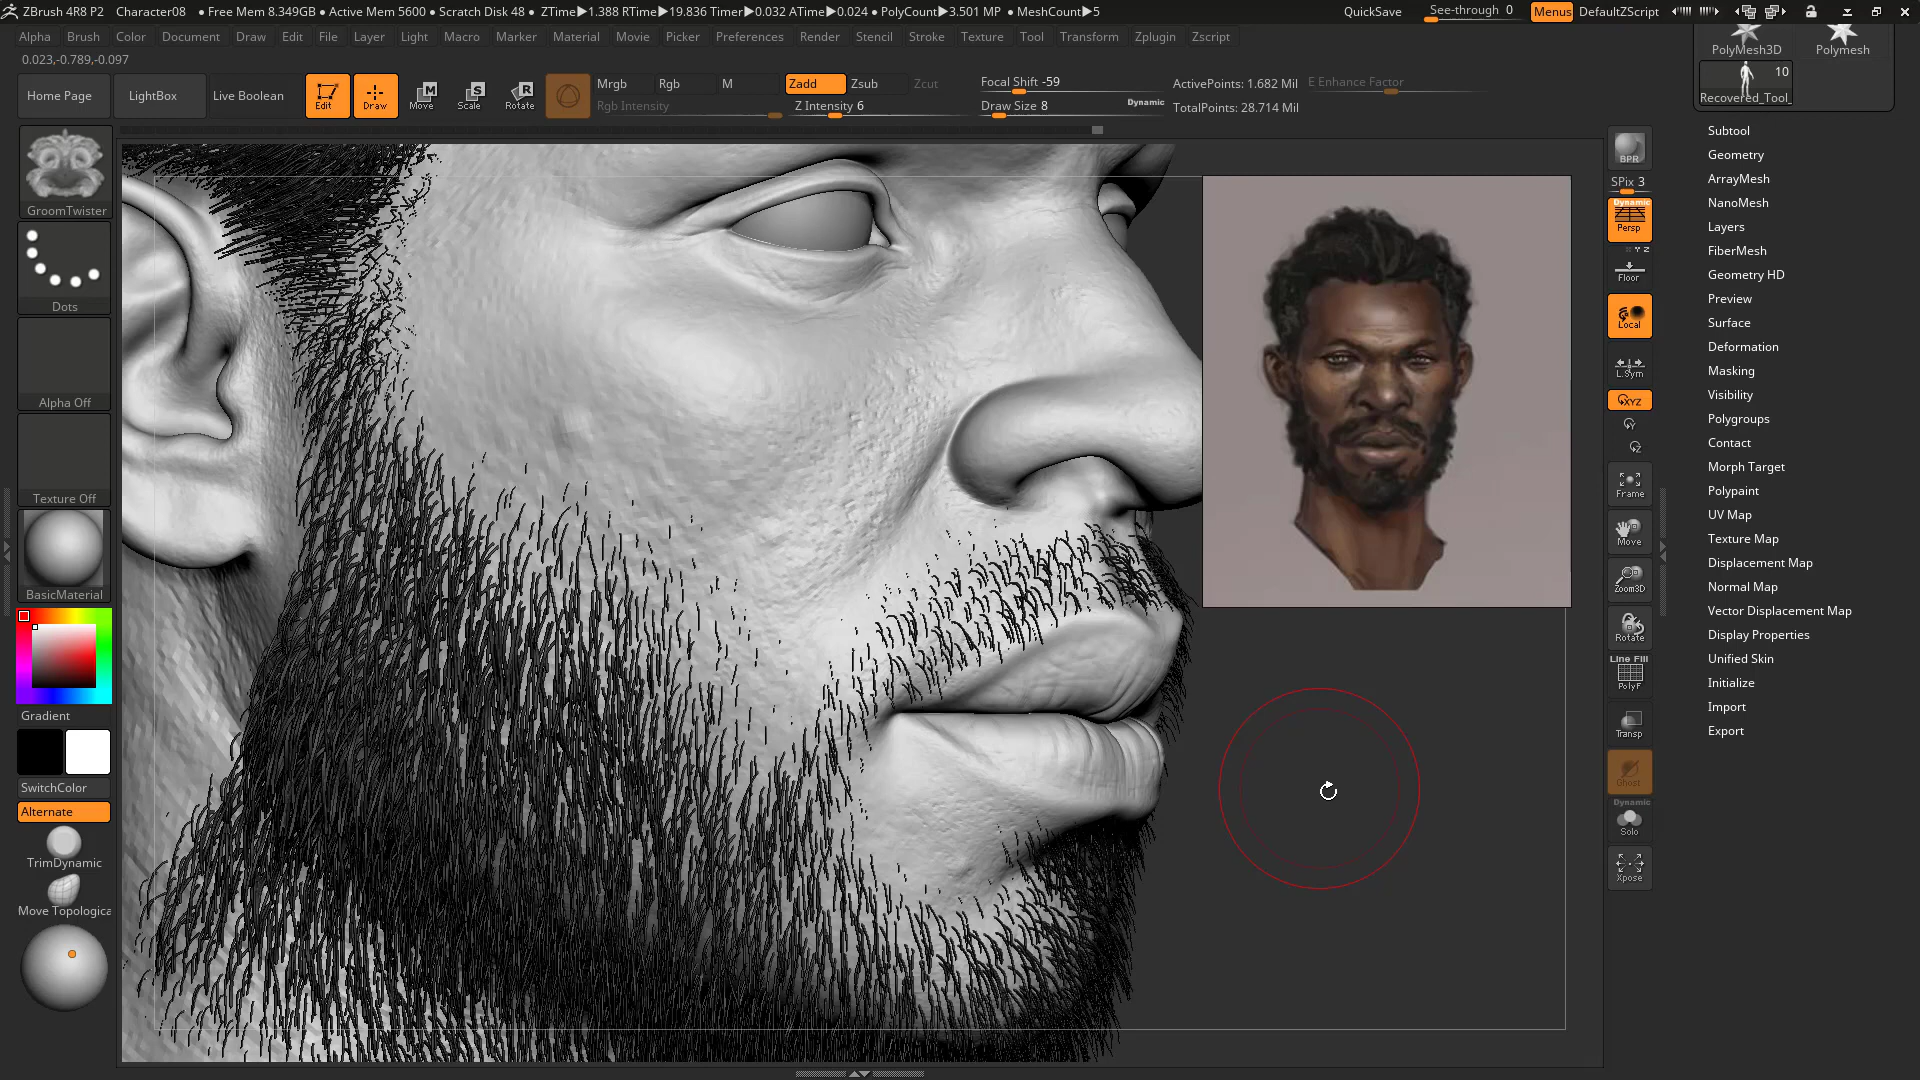 ZBrush R8 P2 Character08 • Free Mem 8.349GB • Active Mem 5600 • Scratch Disk 48 • ZTime▶1.388 RTime▶19.836 Timer▶0.032 ATime▶0.024 • PolyCount▶3.501 MP • MeshCount▶5 QuickSave See-through 0 Menus DefaultZScript
Alpha Brush Color Document Draw Edit File Layer Light Macro Marker Material Movie Picker Preferences Render Stencil Stroke Texture Tool Transform Zplugin Zscript
0.023,-0.789,-0.097
Home Page LightBox Live Boolean
Edit Draw Move Scale Rotate
M S R
Mrgb Rgb M
Rgb Intensity
Zadd Zsub Zcut
Z Intensity 6
Focal Shift -59
Draw Size 8 Dynamic
ActivePoints: 1.682 Mil E Enhance Factor
TotalPoints: 28.714 Mil
PolyMesh3D Polymesh
10
Recovered_Tool_
GroomTwister
Dots
Alpha Off
Texture Off
BasicMaterial
Gradient
SwitchColor
Alternate
TrimDynamic
Move Topologica
BPR
SPix 3
Dynamic
Persp
Floor
Local
L.Sym
XYZ
Y
Z
Frame
Move
Zoom3D
Rotate
Line Fill
PolyF
Transp
Ghost
Dynamic
Solo
Xpose
Subtool
Geometry
ArrayMesh
NanoMesh
Layers
FiberMesh
Geometry HD
Preview
Surface
Deformation
Masking
Visibility
Polygroups
Contact
Morph Target
Polypaint
UV Map
Texture Map
Displacement Map
Normal Map
Vector Displacement Map
Display Properties
Unified Skin
Initialize
Import
Export